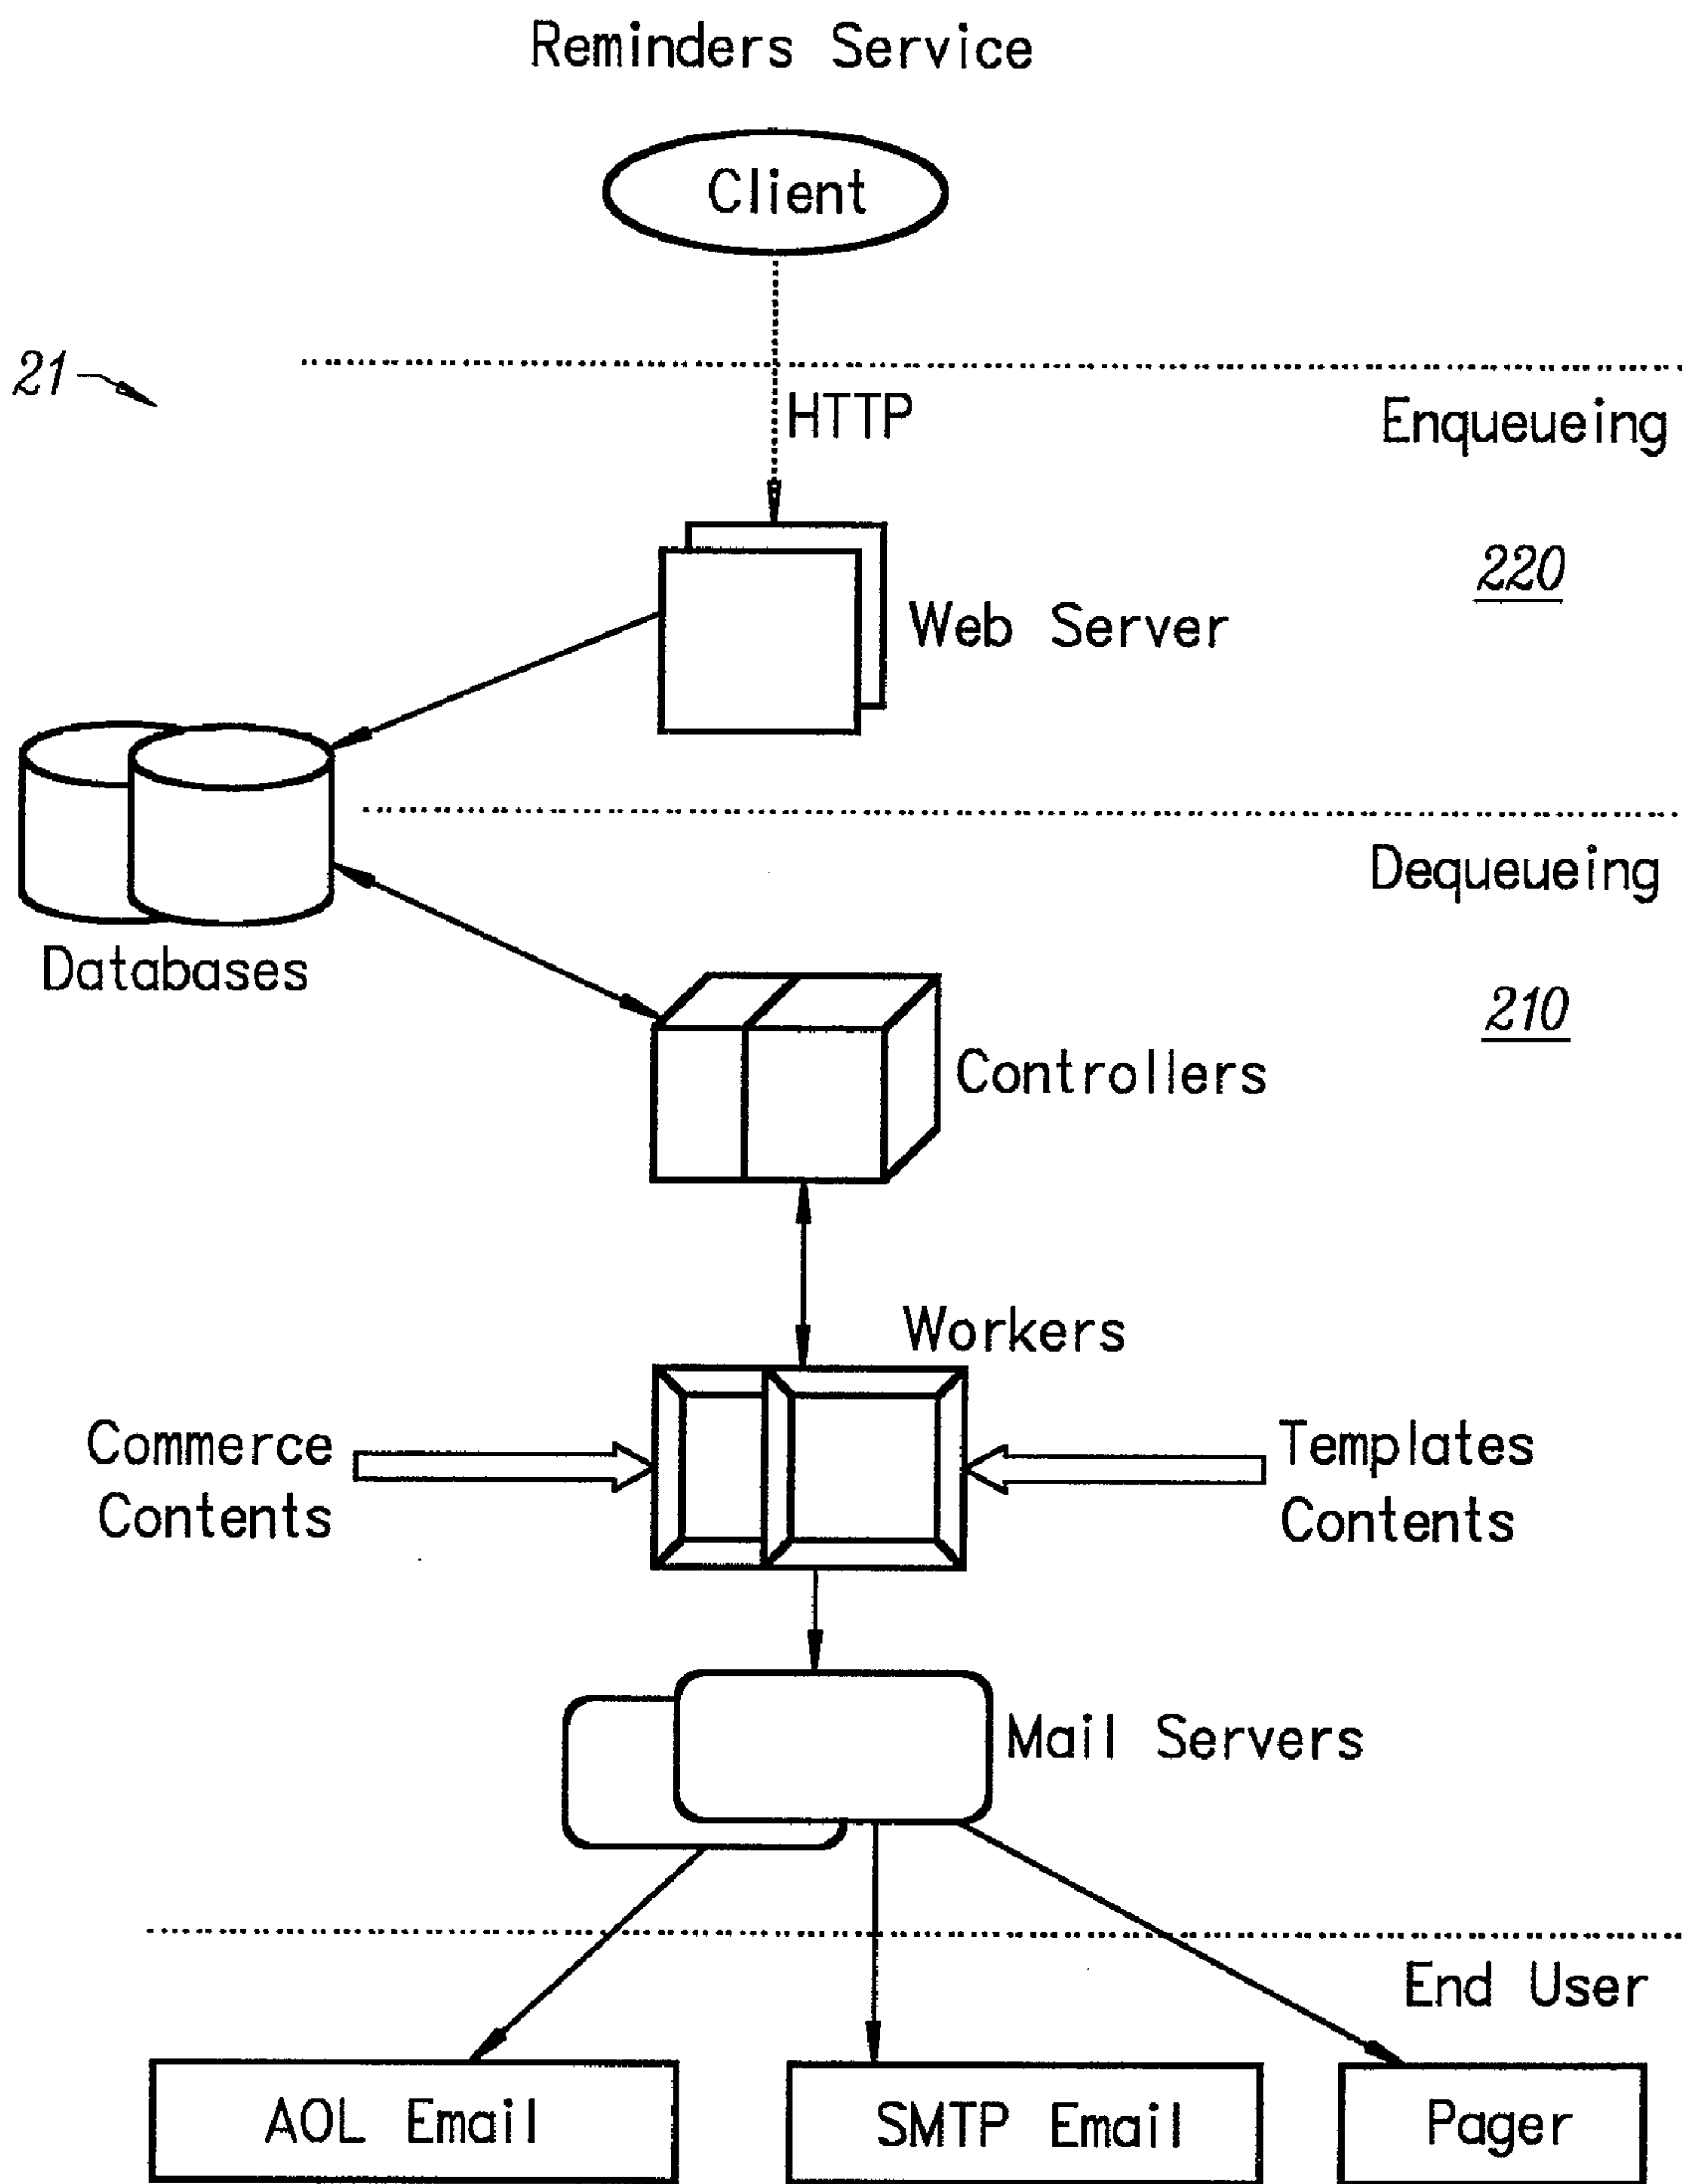 Reminders Service
Client
21
HTTP
Enqueueing
220
Web Server
Dequeueing
Databases
210
Controllers
Workers
Commerce
Contents
Templates
Contents
Mail Servers
End User
AOL Email
SMTP Email
Pager